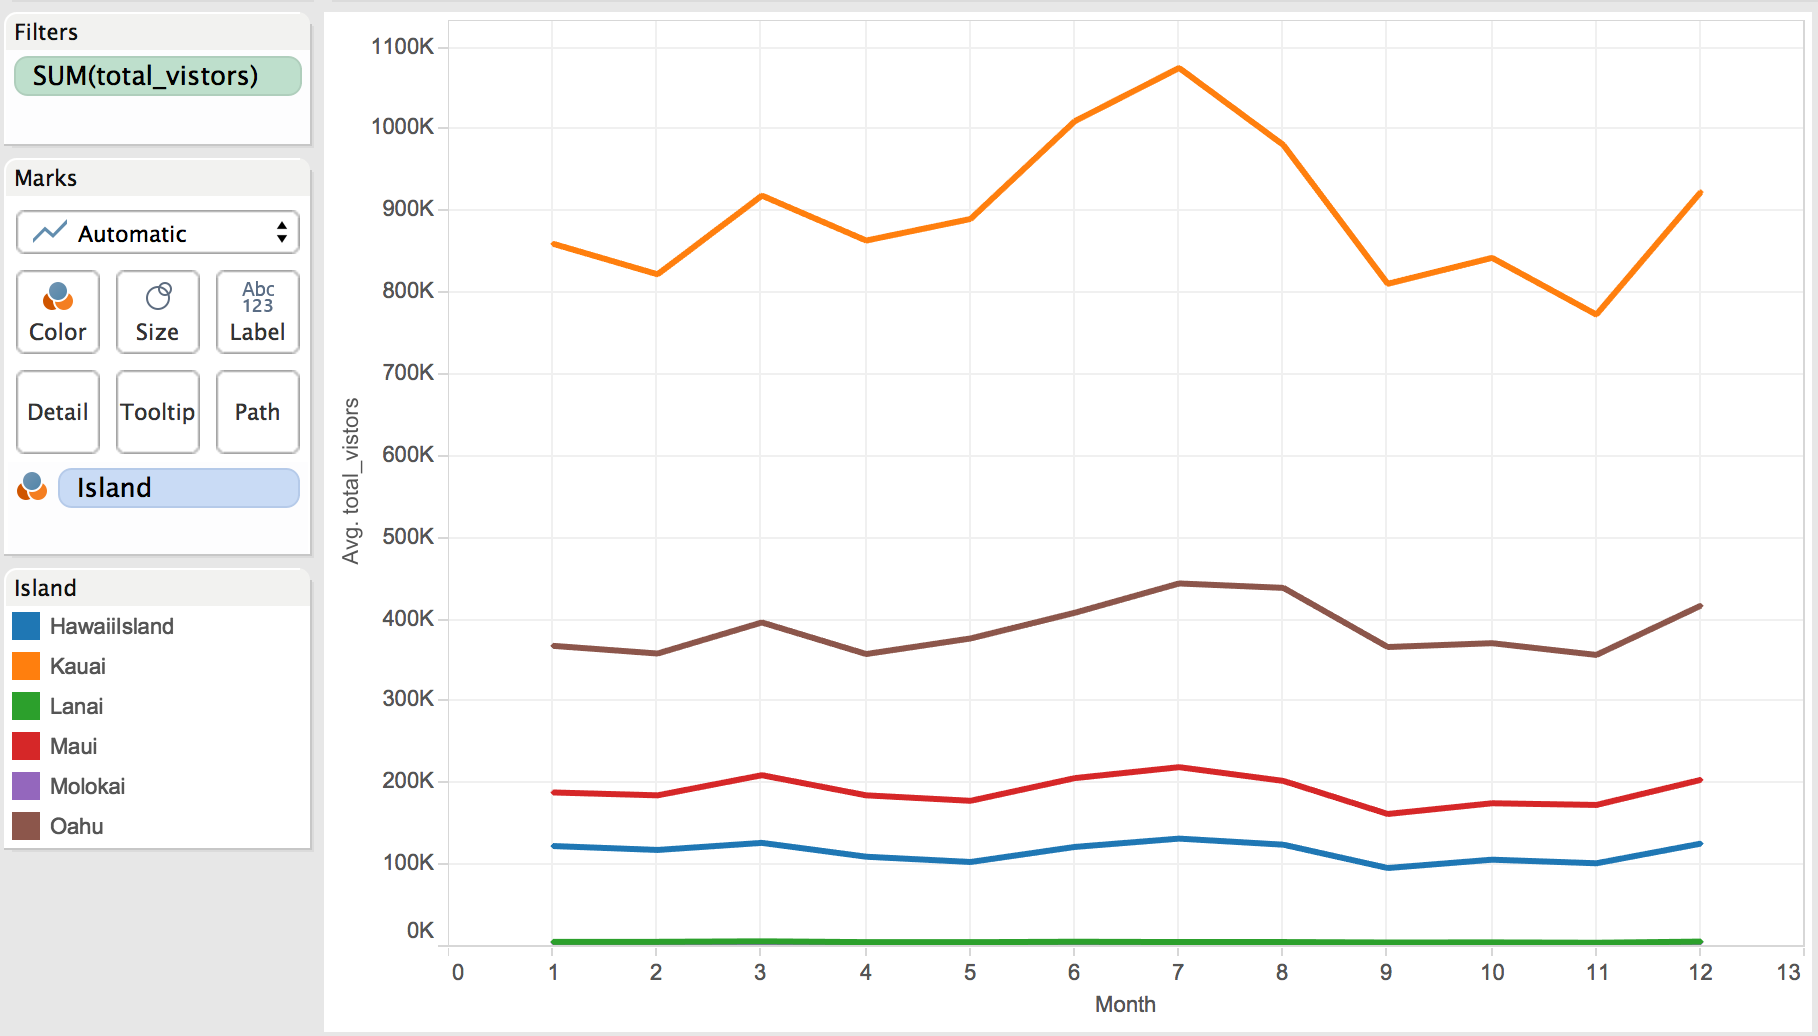 Filters
SUM(total_vistors)
Marks
Automatic
Color
Size
Abc
123
Label
Detail
Tooltip
Path
Island
Island
HawaiiIsland
Kauai
Lanai
Maui
Molokai
Oahu
Avg. total_vistors
1100K
1000K
900K
800K
700K
600K
500K
400K
300K
200K
100K
0K
0 1 2 3 4 5 6 7 8 9 10 11 12 13
Month